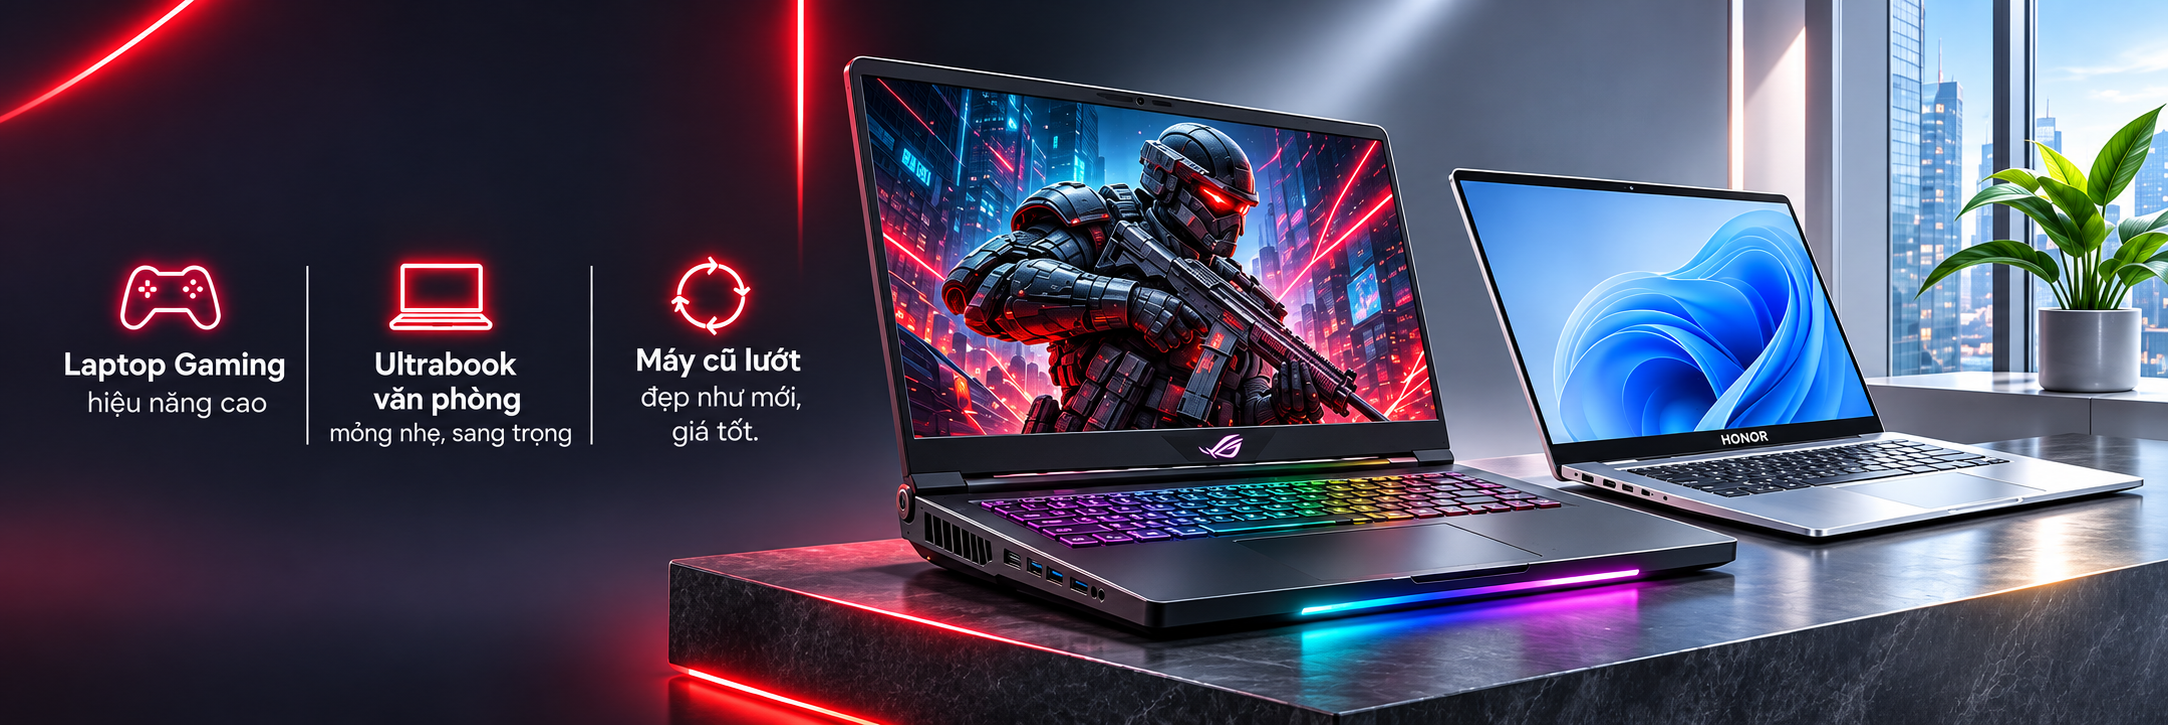 Laptop Gaming
hiệu năng cao
Ultrabook
văn phòng
mỏng nhẹ, sang trọng
Máy cũ lướt
đẹp như mới,
giá tốt.
HONOR